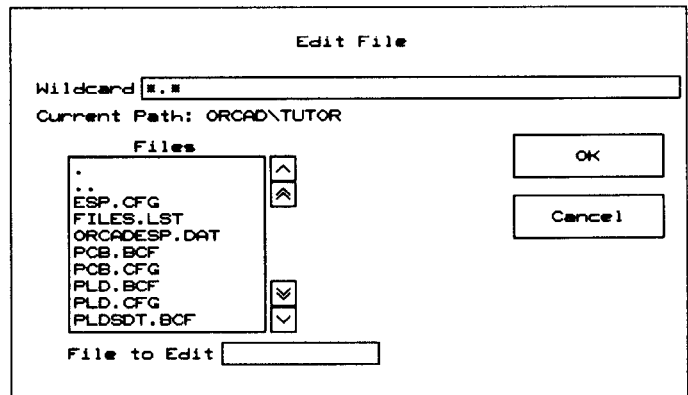 Edit File
Wildcard *.*
Current Path: ORCAD\TUTOR
Files
.
..
ESP.CFG
FILES.LST
ORCADESP.DAT
PCB.BCF
PCB.CFG
PLD.BCF
PLD.CFG
PLDSDT.BCF
OK
Cancel
File to Edit